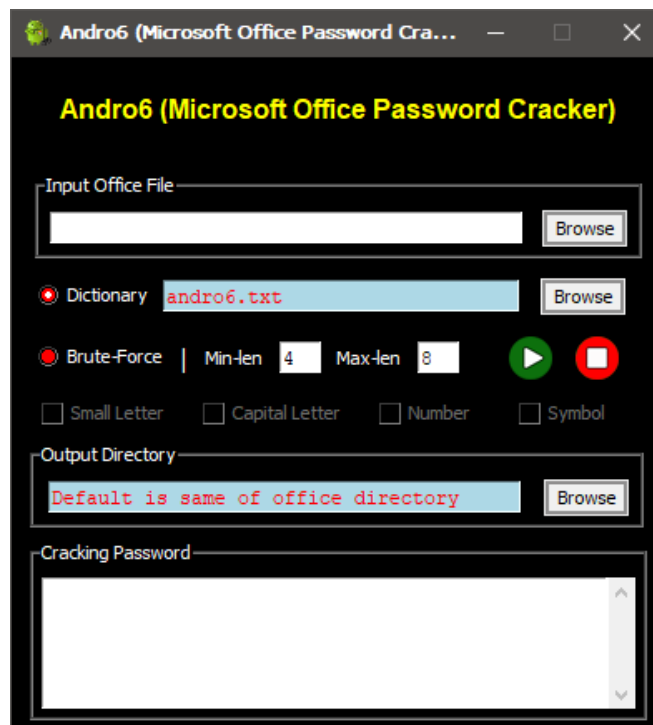 Andro6 (Microsoft Office Password Cra...
Andro6 (Microsoft Office Password Cracker)
Input Office File
Browse
Dictionary andro6.txt Browse
Brute-Force | Min-len 4 Max-len 8
Small Letter Capital Letter Number Symbol
Output Directory
Default is same of office directory Browse
Cracking Password